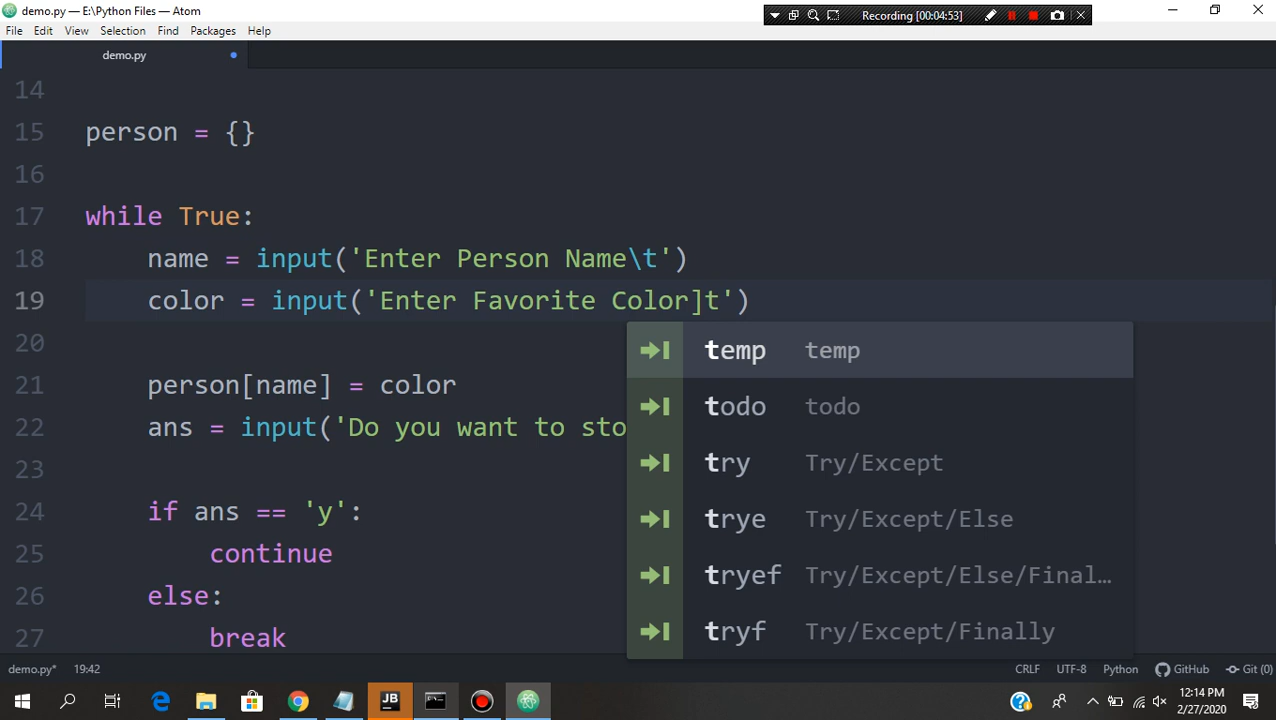 demo.py — E:\Python Files — Atom
Recording [00:04:53]
File Edit View Selection Find Packages Help
demo.py
14
15 person = {}
16
17 while True:
18 name = input('Enter Person Name\t')
19 color = input('Enter Favorite Color]t')
20
21 person[name] = color
22 ans = input('Do you want to sto
23
24 if ans == 'y':
25 continue
26 else:
27 break
temp temp
todo todo
try Try/Except
trye Try/Except/Else
tryef Try/Except/Else/Final…
tryf Try/Except/Finally
demo.py* 19:42 CRLF UTF-8 Python GitHub Git (0)
JB
12:14 PM
2/27/2020